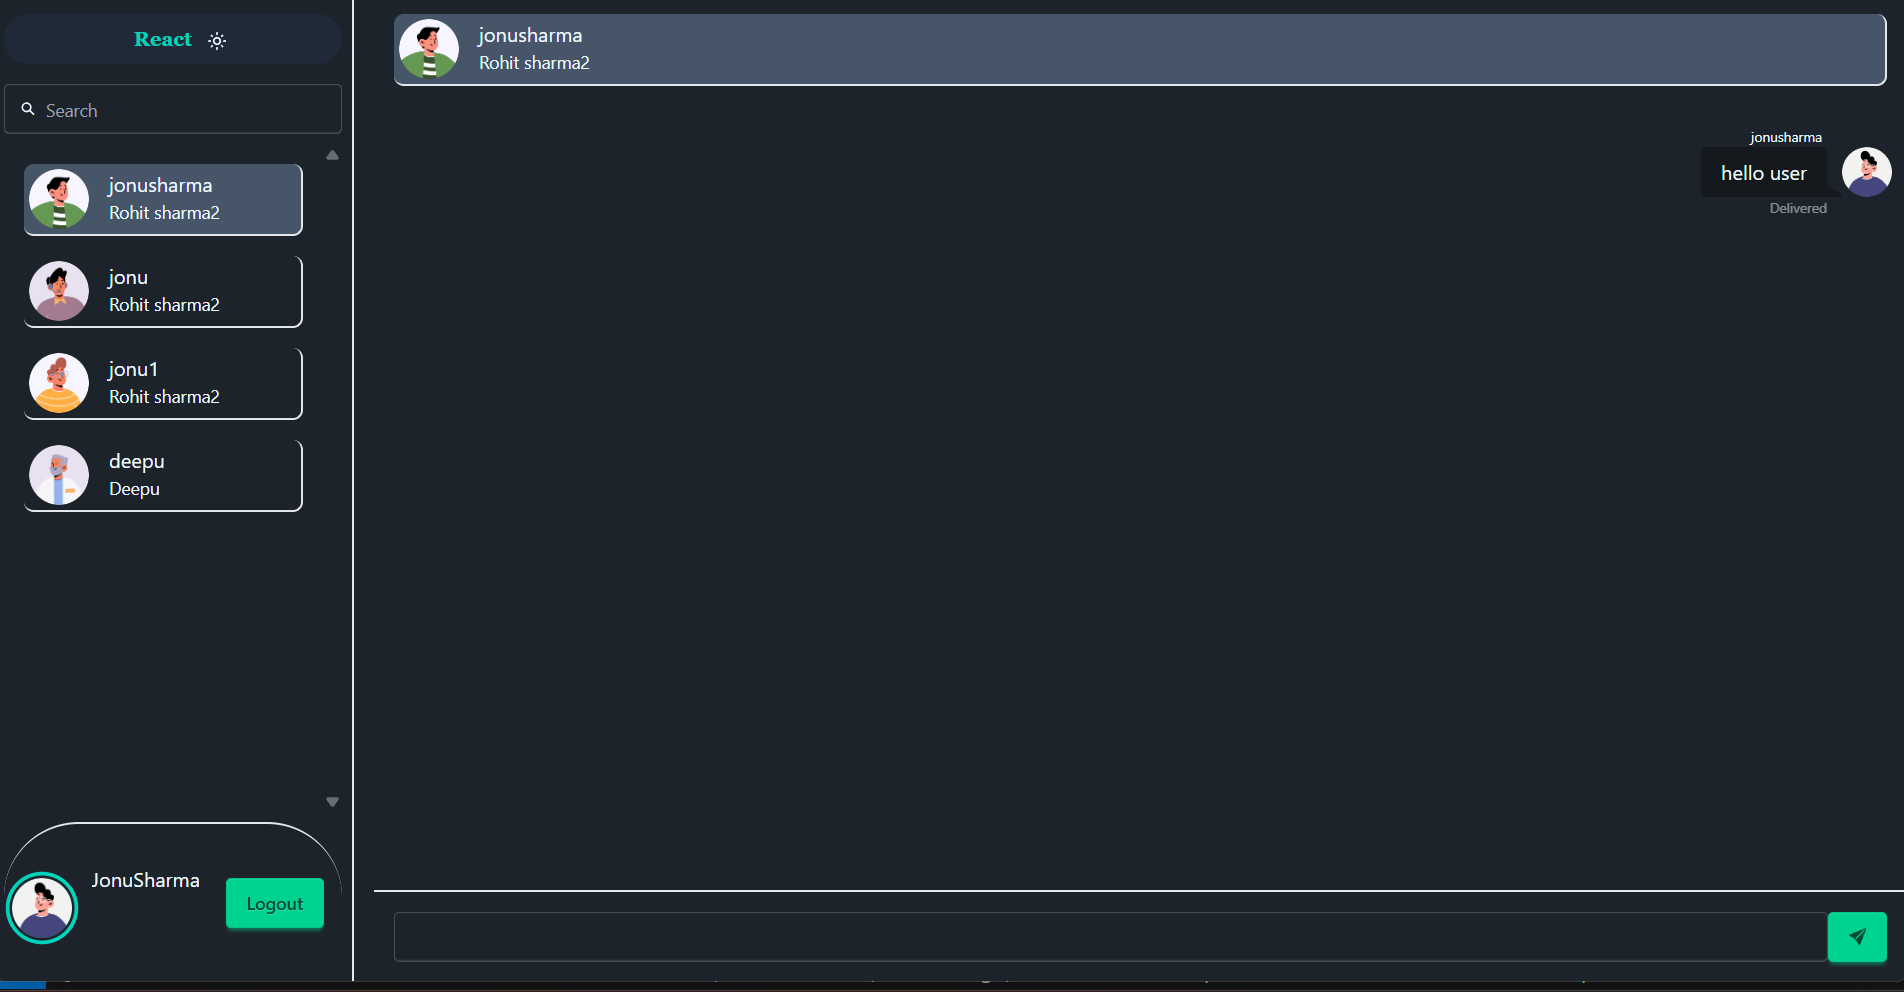 React
Search
jonusharma
Rohit sharma2
jonu
Rohit sharma2
jonu1
Rohit sharma2
deepu
Deepu
JonuSharma
Logout
jonusharma
Rohit sharma2
jonusharma
hello user
Delivered